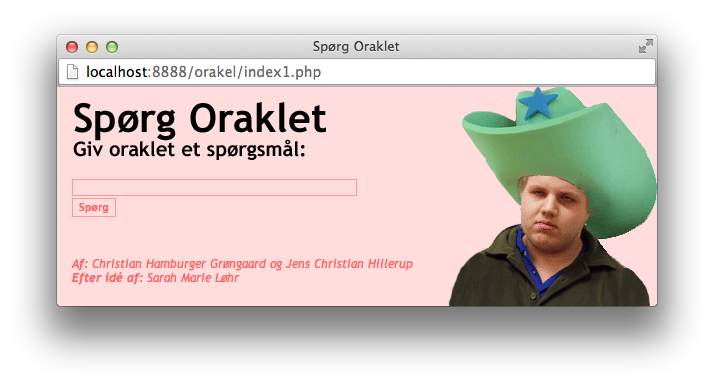 Spørg Oraklet
localhost:8888/orakel/index1.php
Spørg Oraklet
Giv oraklet et spørgsmål:
Spørg
Af: Christian Hamburger Grøngaard og Jens Christian Hillerup
Efter idé af: Sarah Marie Løhr